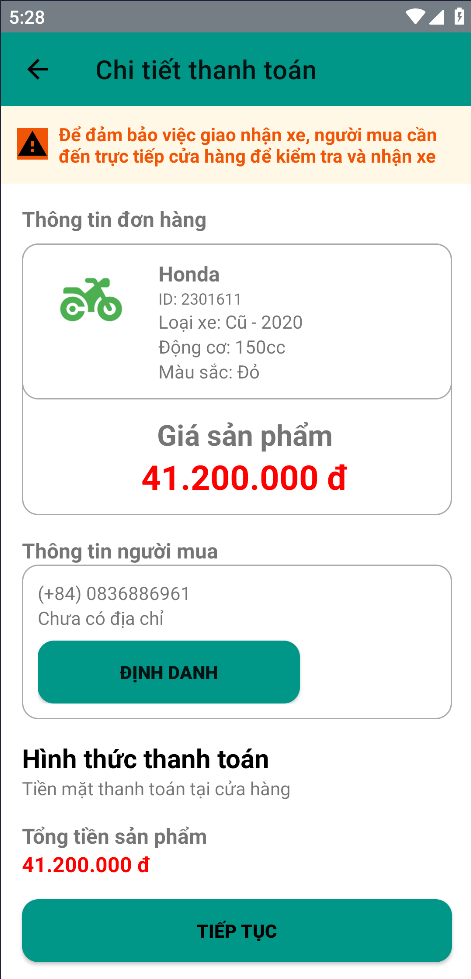 5:28
Chi tiết thanh toán
Để đảm bảo việc giao nhận xe, người mua cần
đến trực tiếp cửa hàng để kiểm tra và nhận xe
Thông tin đơn hàng
Honda
ID: 2301611
Loại xe: Cũ - 2020
Động cơ: 150cc
Màu sắc: Đỏ
Giá sản phẩm
41.200.000 đ
Thông tin người mua
(+84) 0836886961
Chưa có địa chỉ
ĐỊNH DANH
Hình thức thanh toán
Tiền mặt thanh toán tại cửa hàng
Tổng tiền sản phẩm
41.200.000 đ
TIẾP TỤC